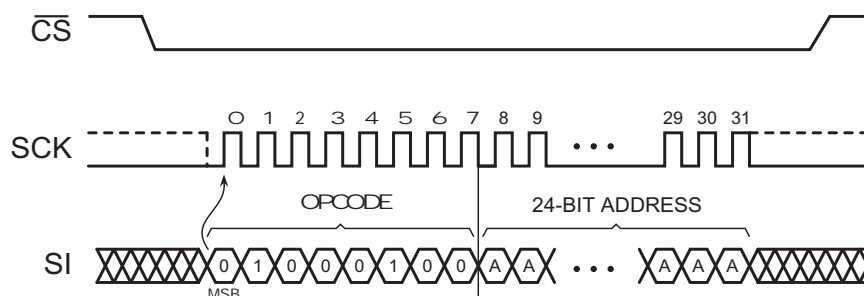 CS
0 1 2 3 4 5 6 7 8 9 29 30 31
SCK
OPCODE 24-BIT ADDRESS
SI 0 1 0 0 0 1 0 0 A A A A A
MSB